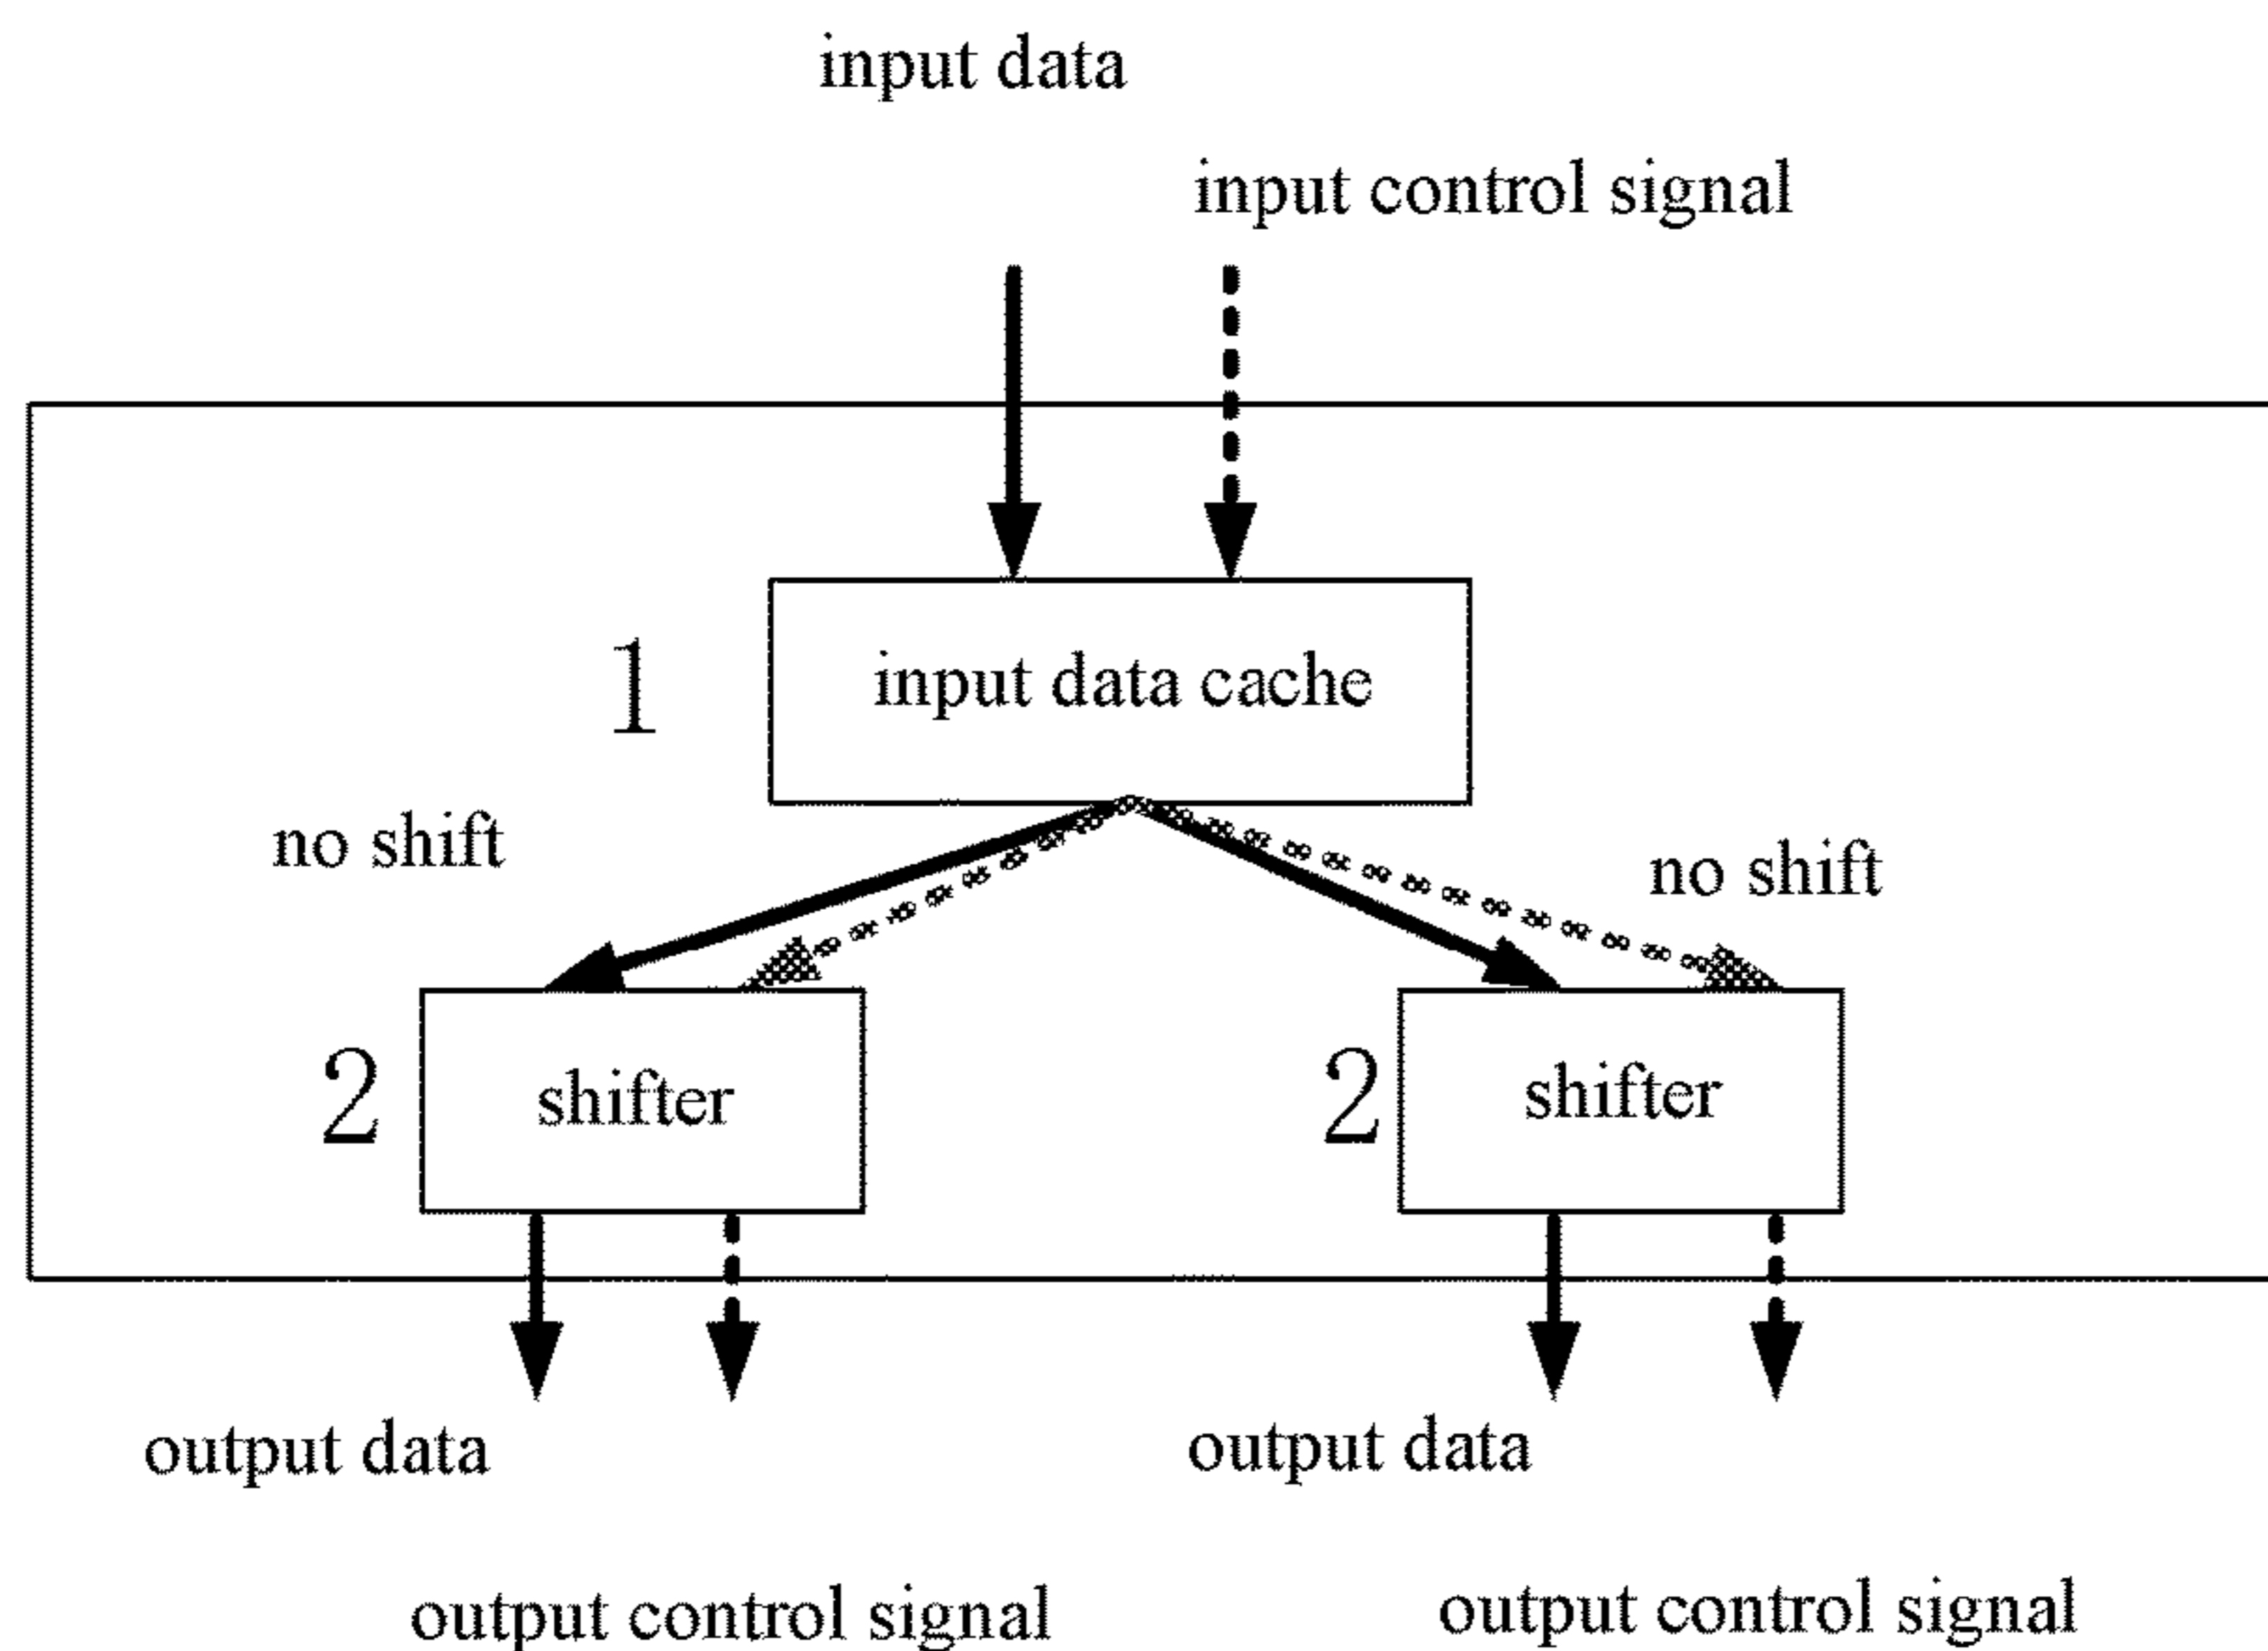 input data
input control signal
1
input data cache
no shift
no shift
2
shifter
2
shifter
output data
output data
output control signal
output control signal